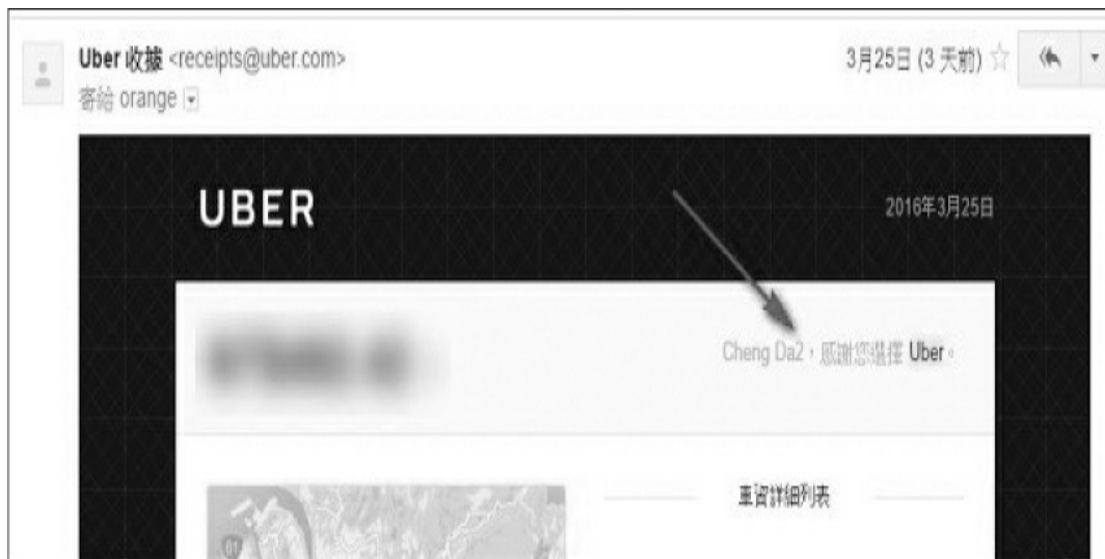 Uber 收據 <receipts@uber.com>
3月25日 (3 天前)
寄給 orange
UBER
2016年3月25日
Cheng Da2,感謝您選擇 Uber。
車資詳細列表
01